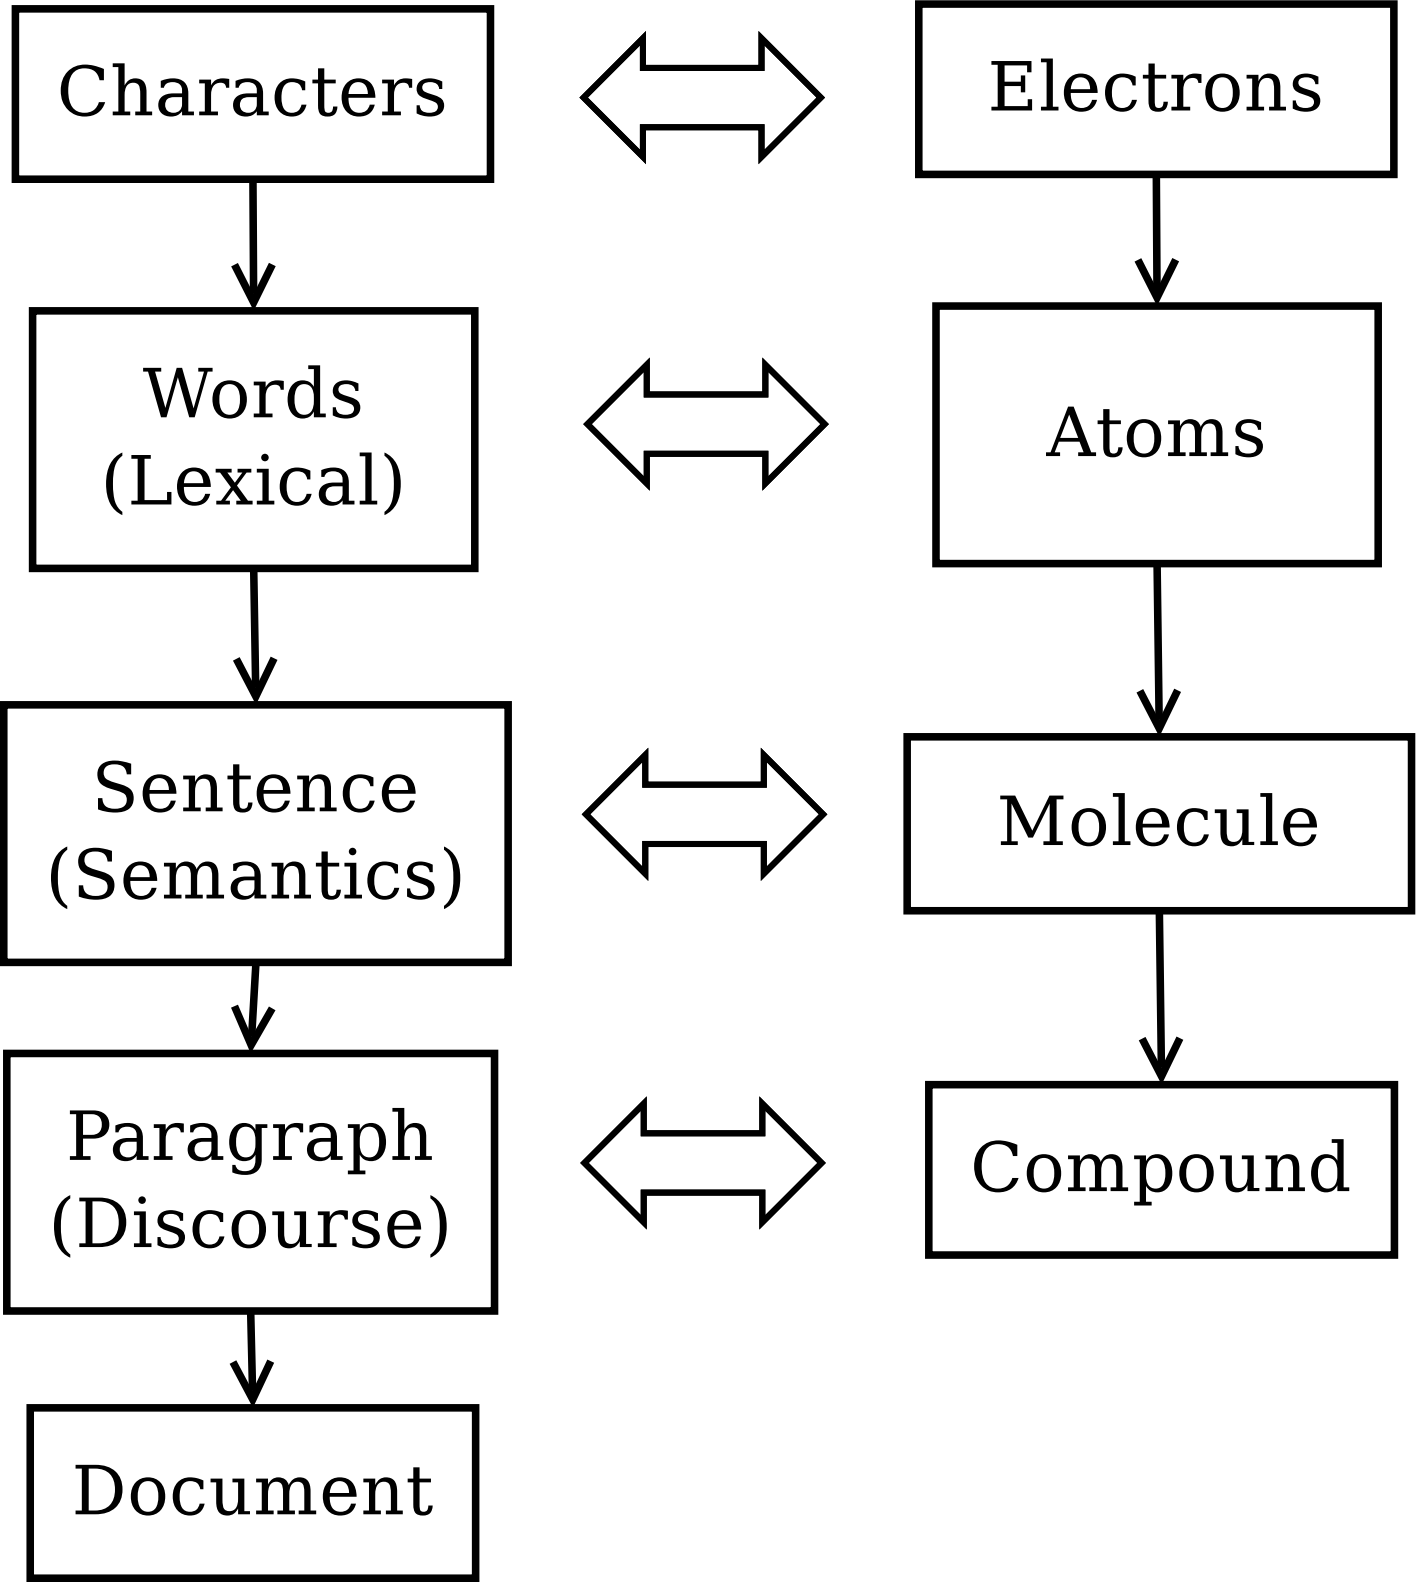 Characters
Electrons
Words
(Lexical)
Atoms
Sentence
(Semantics)
Molecule
Paragraph
(Discourse)
Compound
Document